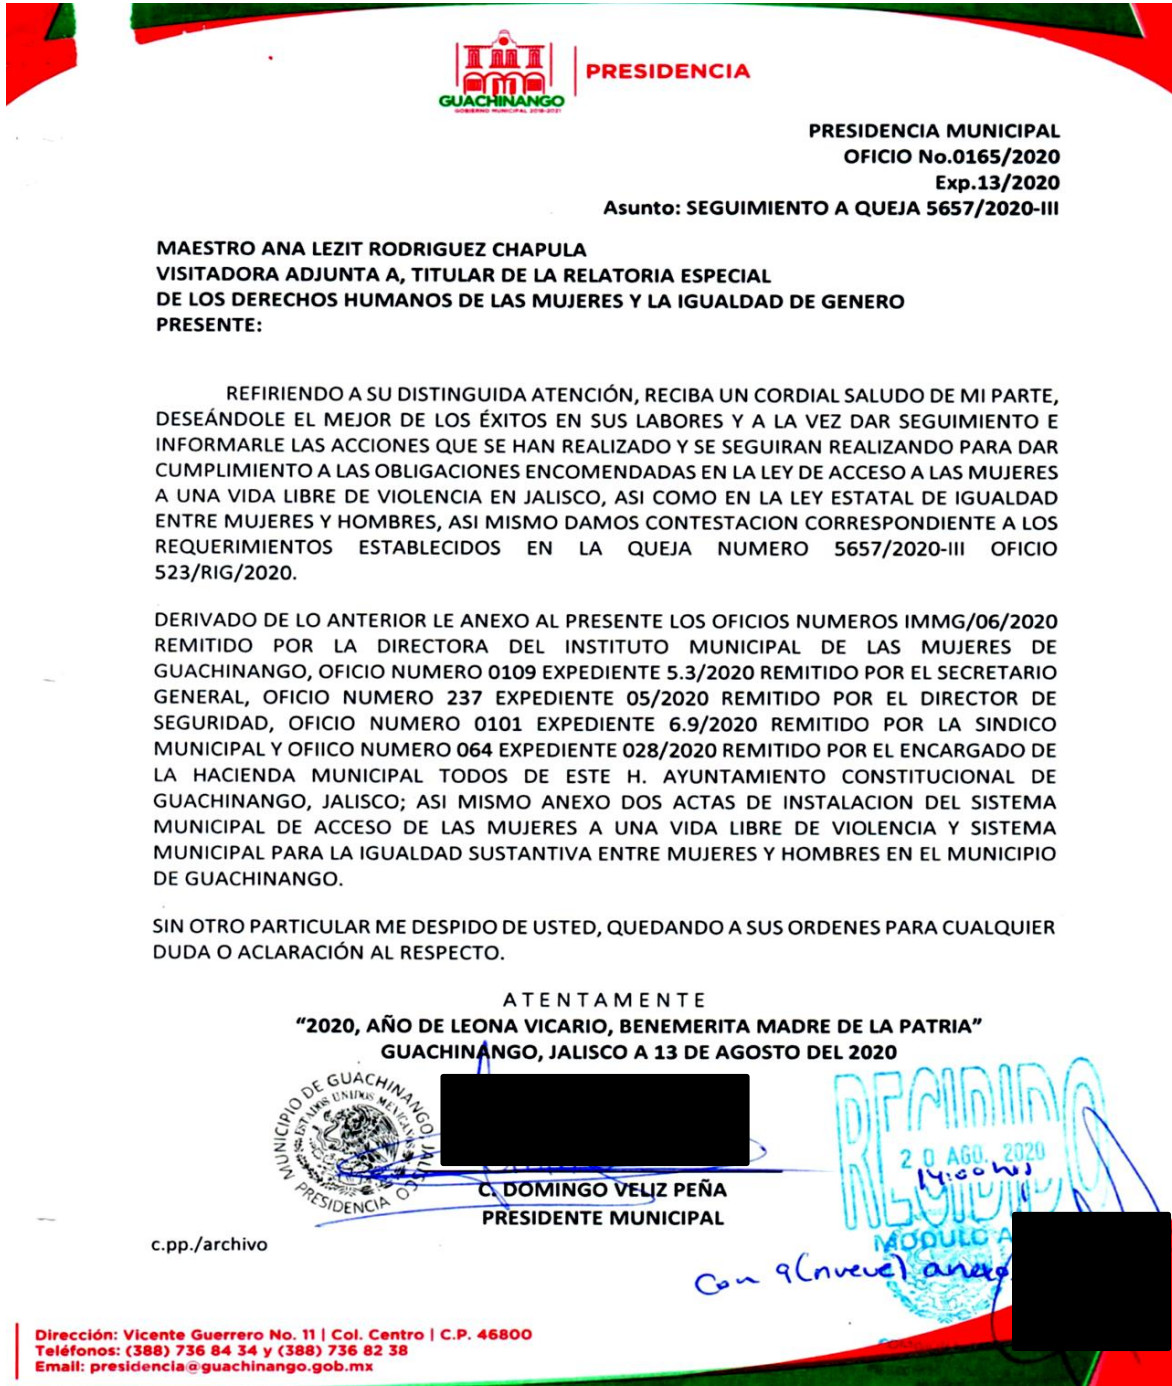 GUACHINANGO
GOBIERNO MUNICIPAL 2018-2021
PRESIDENCIA
PRESIDENCIA MUNICIPAL
OFICIO No.0165/2020
Exp.13/2020
Asunto: SEGUIMIENTO A QUEJA 5657/2020-III
MAESTRO ANA LEZIT RODRIGUEZ CHAPULA
VISITADORA ADJUNTA A, TITULAR DE LA RELATORIA ESPECIAL
DE LOS DERECHOS HUMANOS DE LAS MUJERES Y LA IGUALDAD DE GENERO
PRESENTE:
REFIRIENDO A SU DISTINGUIDA ATENCIÓN, RECIBA UN CORDIAL SALUDO DE MI PARTE,
DESEÁNDOLE EL MEJOR DE LOS ÉXITOS EN SUS LABORES Y A LA VEZ DAR SEGUIMIENTO E
INFORMARLE LAS ACCIONES QUE SE HAN REALIZADO Y SE SEGUIRAN REALIZANDO PARA DAR
CUMPLIMIENTO A LAS OBLIGACIONES ENCOMENDADAS EN LA LEY DE ACCESO A LAS MUJERES
A UNA VIDA LIBRE DE VIOLENCIA EN JALISCO, ASI COMO EN LA LEY ESTATAL DE IGUALDAD
ENTRE MUJERES Y HOMBRES, ASI MISMO DAMOS CONTESTACION CORRESPONDIENTE A LOS
REQUERIMIENTOS ESTABLECIDOS EN LA QUEJA NUMERO 5657/2020-III OFICIO
523/RIG/2020.
DERIVADO DE LO ANTERIOR LE ANEXO AL PRESENTE LOS OFICIOS NUMEROS IMMG/06/2020
REMITIDO POR LA DIRECTORA DEL INSTITUTO MUNICIPAL DE LAS MUJERES DE
GUACHINANGO, OFICIO NUMERO 0109 EXPEDIENTE 5.3/2020 REMITIDO POR EL SECRETARIO
GENERAL, OFICIO NUMERO 237 EXPEDIENTE 05/2020 REMITIDO POR EL DIRECTOR DE
SEGURIDAD, OFICIO NUMERO 0101 EXPEDIENTE 6.9/2020 REMITIDO POR LA SINDICO
MUNICIPAL Y OFIICO NUMERO 064 EXPEDIENTE 028/2020 REMITIDO POR EL ENCARGADO DE
LA HACIENDA MUNICIPAL TODOS DE ESTE H. AYUNTAMIENTO CONSTITUCIONAL DE
GUACHINANGO, JALISCO; ASI MISMO ANEXO DOS ACTAS DE INSTALACION DEL SISTEMA
MUNICIPAL DE ACCESO DE LAS MUJERES A UNA VIDA LIBRE DE VIOLENCIA Y SISTEMA
MUNICIPAL PARA LA IGUALDAD SUSTANTIVA ENTRE MUJERES Y HOMBRES EN EL MUNICIPIO
DE GUACHINANGO.
SIN OTRO PARTICULAR ME DESPIDO DE USTED, QUEDANDO A SUS ORDENES PARA CUALQUIER
DUDA O ACLARACIÓN AL RESPECTO.
ATENTAMENTE
"2020, AÑO DE LEONA VICARIO, BENEMERITA MADRE DE LA PATRIA"
GUACHINANGO, JALISCO A 13 DE AGOSTO DEL 2020
MUNICIPIO DE GUACHINANGO JALISCO
ESTADOS UNIDOS MEXICANOS
PRESIDENCIA
RECIBIDO
20 AGO. 2020
14:00 hrs
RECIBIDO
MODULO A
C. DOMINGO VELIZ PEÑA
PRESIDENTE MUNICIPAL
c.pp./archivo
Con 9(nueve) anexo
Dirección: Vicente Guerrero No. 11 | Col. Centro | C.P. 46800
Teléfonos: (388) 736 84 34 y (388) 736 82 38
Email: presidencia@guachinango.gob.mx